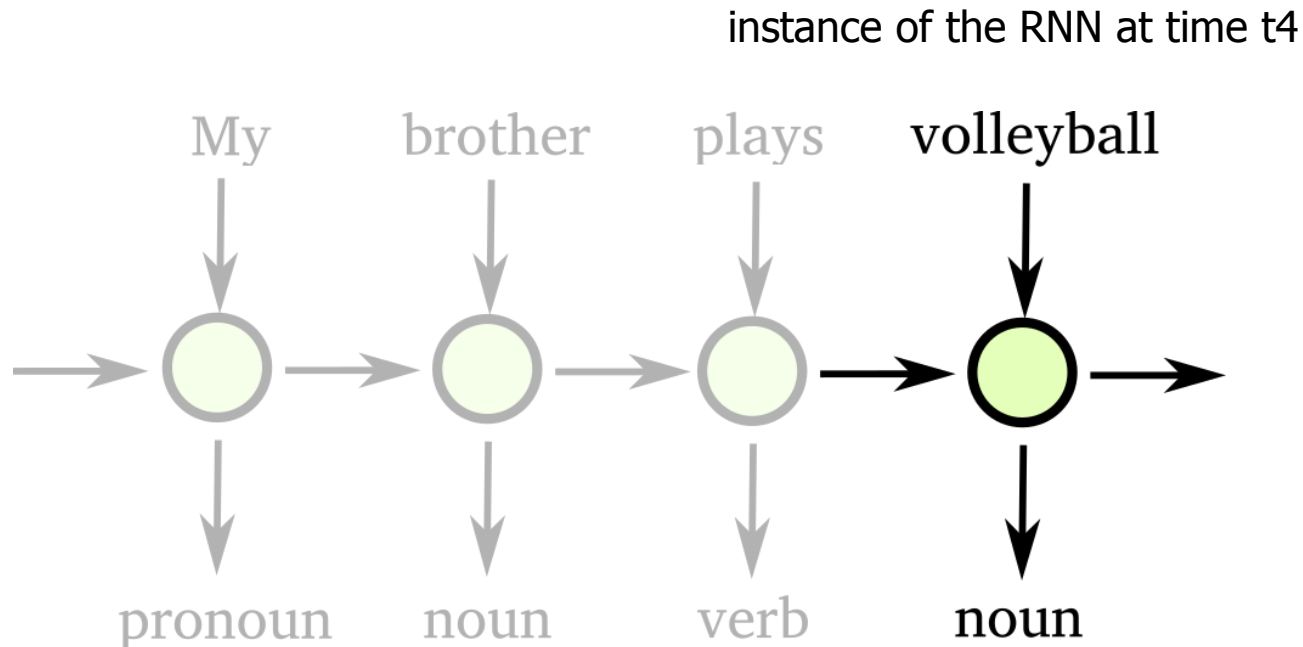 instance of the RNN at time t4
My brother plays volleyball
pronoun noun verb noun